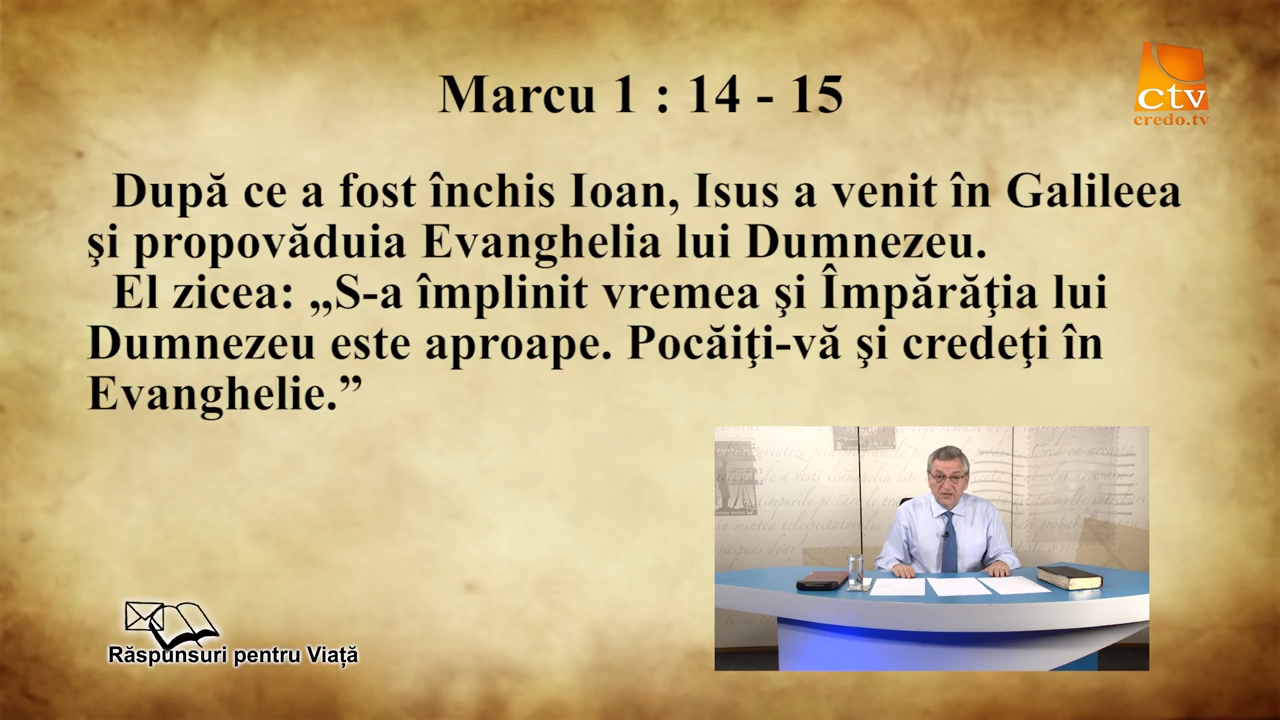 Marcu 1 : 14 - 15
ctv
credo.tv
După ce a fost închis Ioan, Isus a venit în Galileea
şi propovăduia Evanghelia lui Dumnezeu.
El zicea: „S-a împlinit vremea şi Împărăţia lui
Dumnezeu este aproape. Pocăiţi-vă şi credeţi în
Evanghelie.”
Răspunsuri pentru Viață